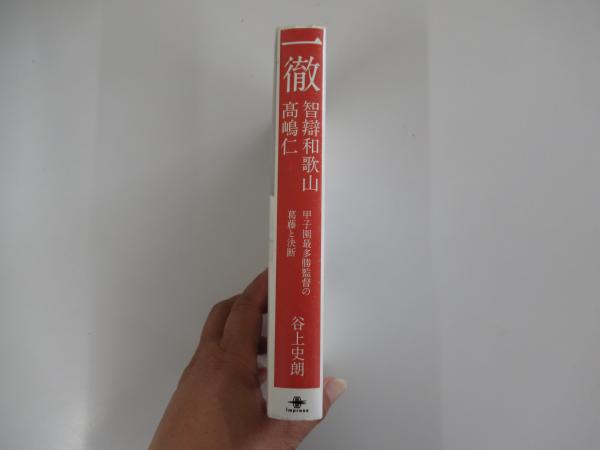 一徹
智辯和歌山
髙嶋仁
甲子園最多勝監督の
葛藤と決断
谷上史朗
impress